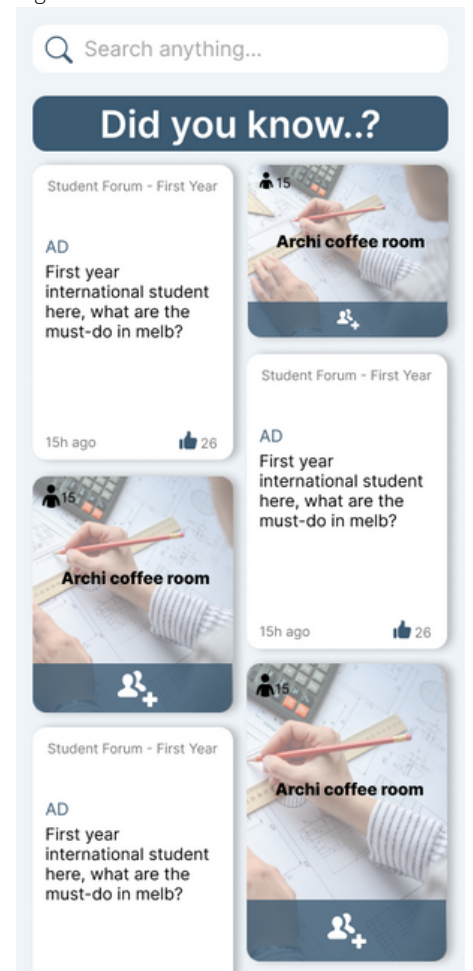 Search anything...
Did you know..?
Student Forum - First Year
AD
First year
international student
here, what are the
must-do in melb?
15h ago
26
15
Archi coffee room
Student Forum - First Year
AD
First year
international student
here, what are the
must-do in melb?
15h ago
26
15
Archi coffee room
15
Archi coffee room
Student Forum - First Year
AD
First year
international student
here, what are the
must-do in melb?